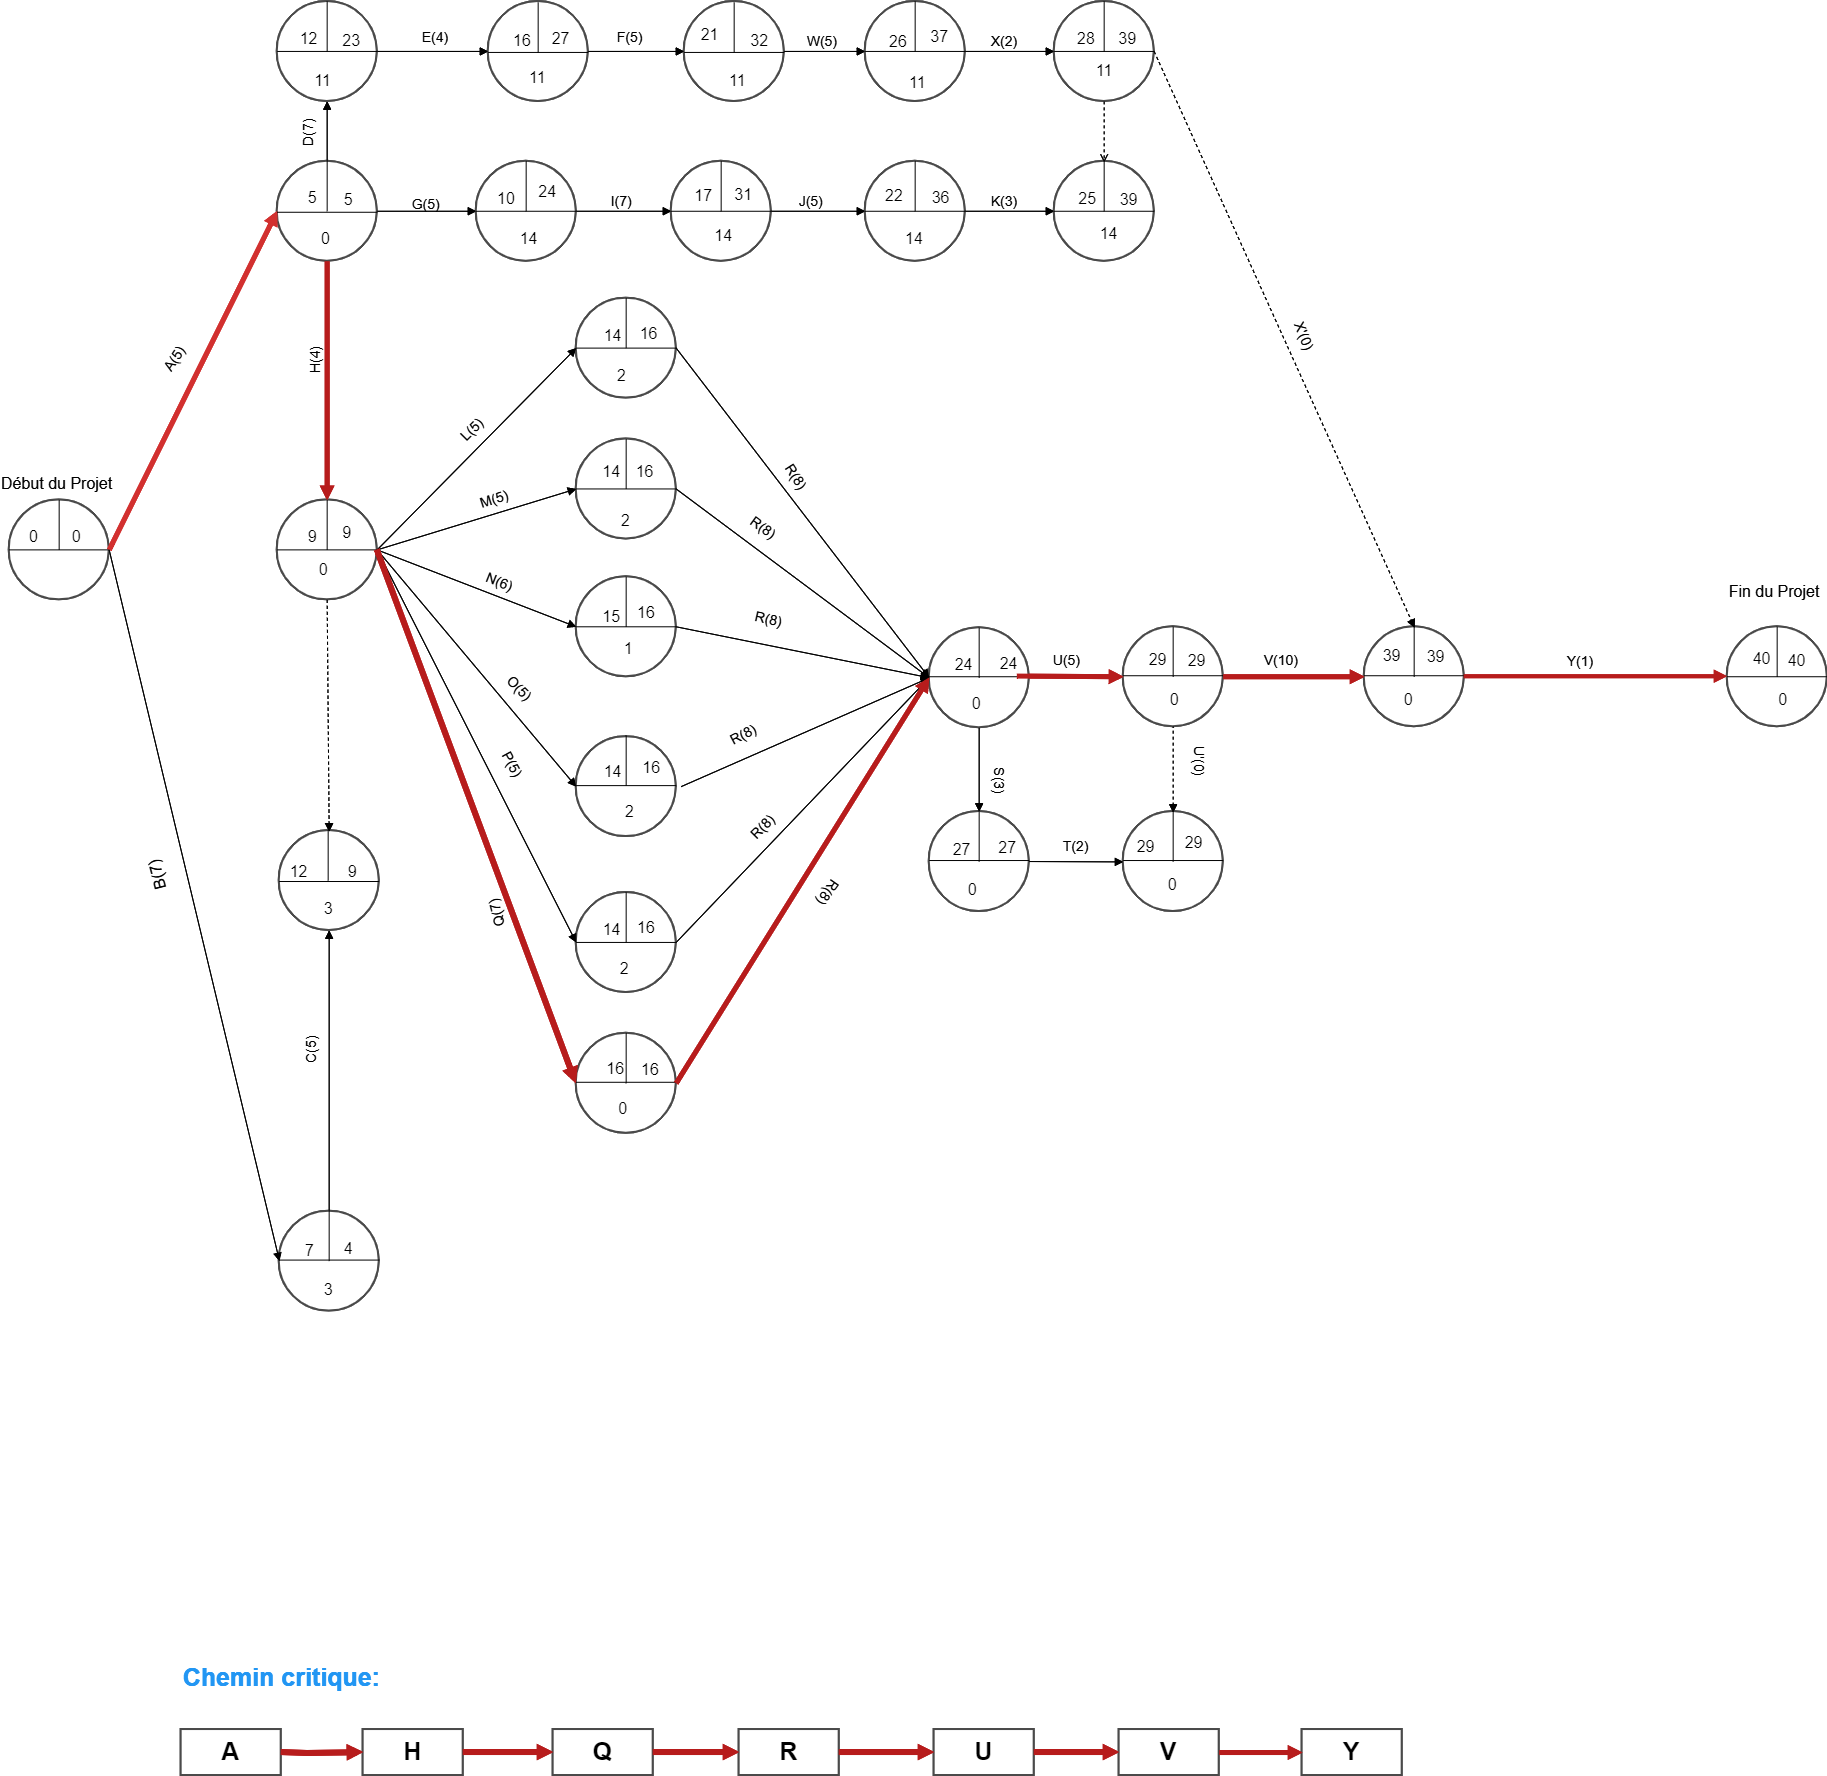 12 23
11
E(4)
16 27
11
F(5)
21 32
11
W(5)
26 37
11
X(2)
28 39
11
D(7)
5 5
0
G(5)
10 24
14
I(7)
17 31
14
J(5)
22 36
14
K(3)
25 39
14
A(5)
H(4)
X'(0)
14 16
2
L(5)
R(8)
Début du Projet
0 0
9 9
0
M(5)
14 16
2
R(8)
N(6)
15 16
1
R(8)
O(5)
14 16
2
R(8)
P(5)
14 16
2
R(8)
Q(7)
16 16
0
R(8)
24 24
0
U(5)
29 29
0
V(10)
39 39
0
Y(1)
Fin du Projet
40 40
0
S(3)
U'(0)
27 27
0
T(2)
29 29
0
12 9
3
B(7)
C(5)
7 4
3
Chemin critique:
A H Q R U V Y